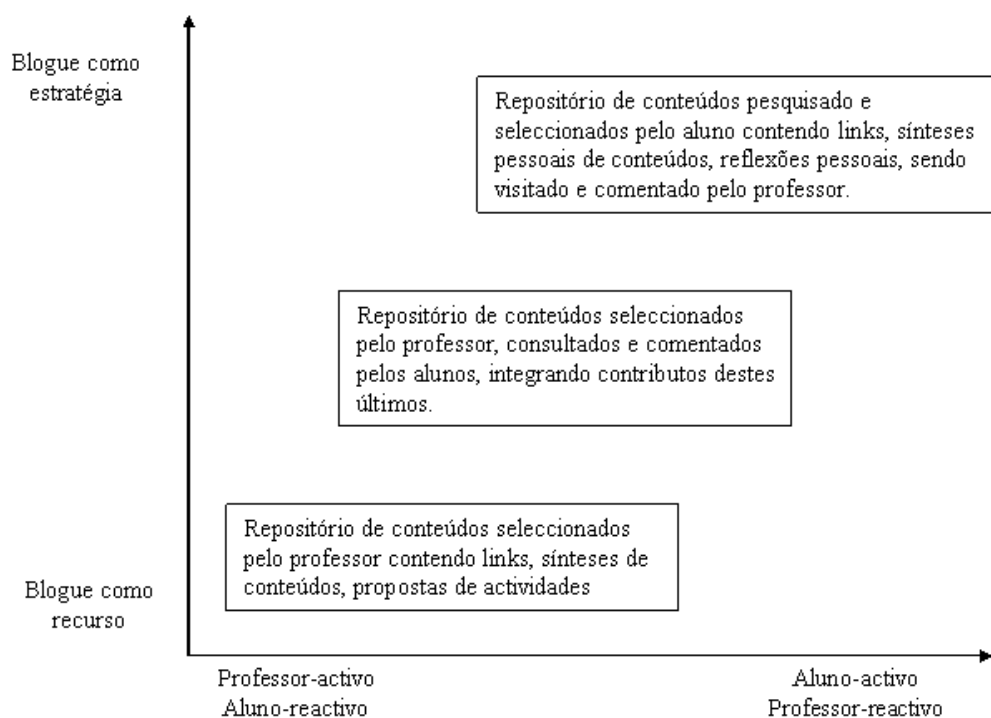 Blogue como
estratégia
Repositório de conteúdos pesquisado e
seleccionados pelo aluno contendo links, sínteses
pessoais de conteúdos, reflexões pessoais, sendo
visitado e comentado pelo professor.
Repositório de conteúdos seleccionados
pelo professor, consultados e comentados
pelos alunos, integrando contributos destes
últimos.
Repositório de conteúdos seleccionados
pelo professor contendo links, sínteses de
conteúdos, propostas de actividades
Blogue como
recurso
Professor-activo
Aluno-reactivo
Aluno-activo
Professor-reactivo